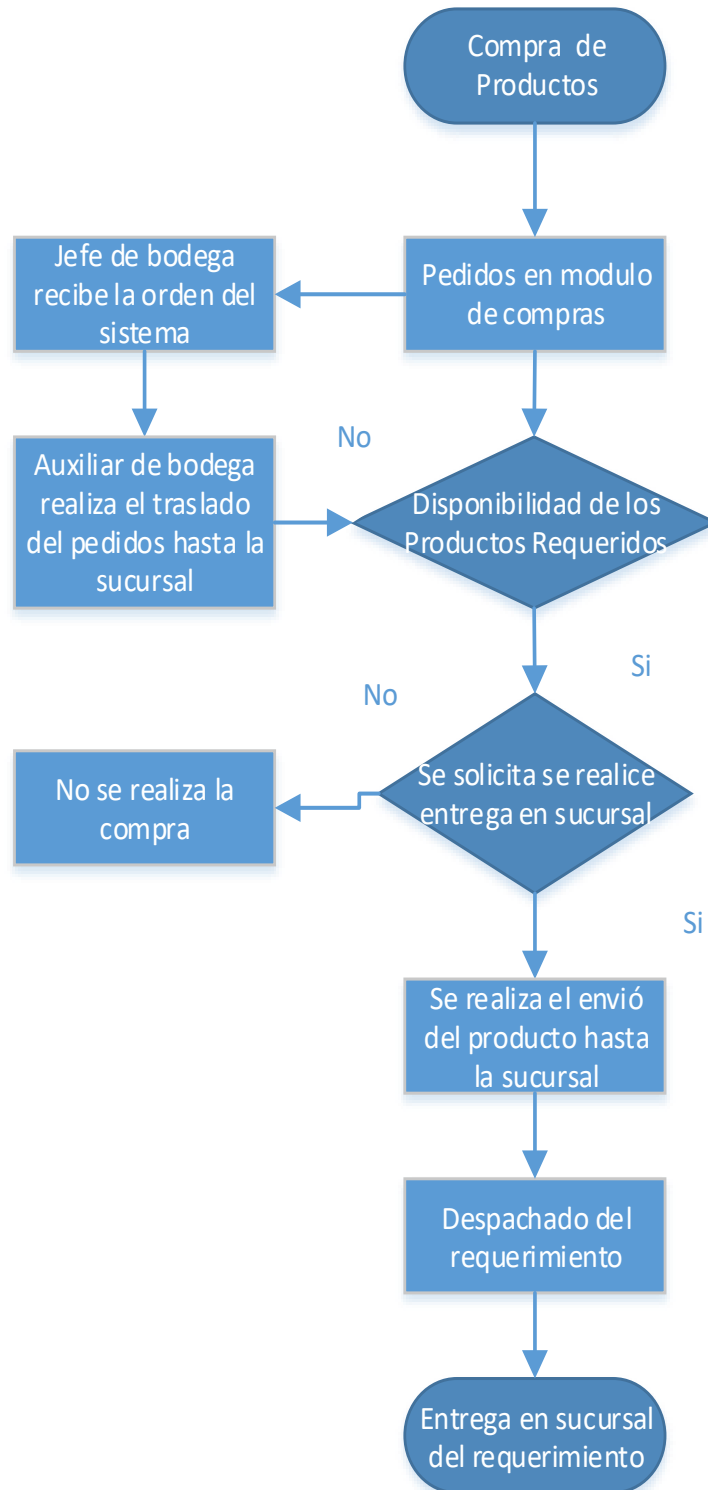 Compra de
Productos
Jefe de bodega
recibe la orden del
sistema
Pedidos en modulo
de compras
No
Auxiliar de bodega
realiza el traslado
del pedidos hasta la
sucursal
Disponibilidad de los
Productos Requeridos
Si
No
Se solicita se realice
entrega en sucursal
No se realiza la
compra
Si
Se realiza el envió
del producto hasta
la sucursal
Despachado del
requerimiento
Entrega en sucursal
del requerimiento